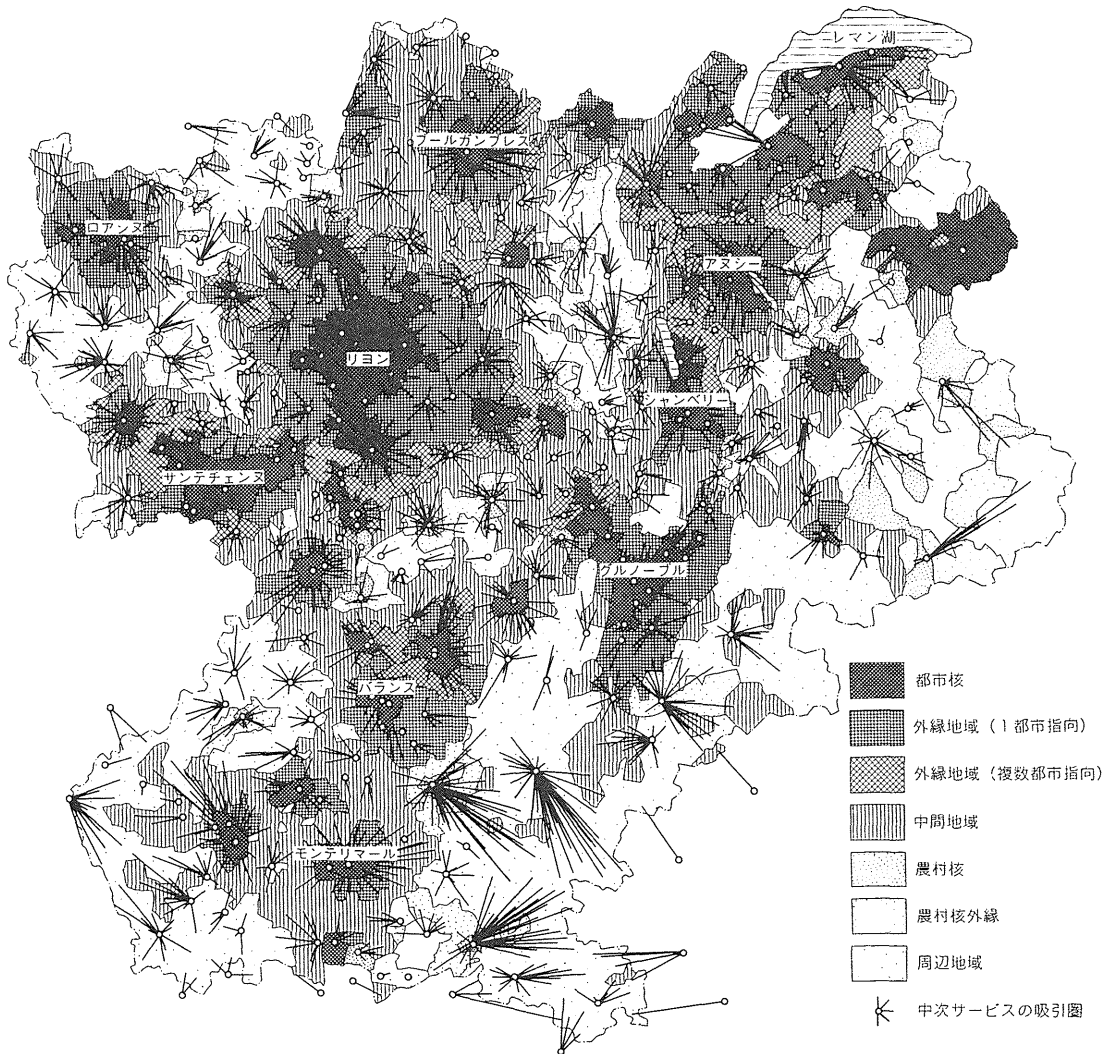 レマン湖
ブールガンブレス
ロアンヌ
アヌシー
リヨン
シャンベリー
サンテチェンヌ
グルノーブル
バランス
モンテリマール
都市核
外縁地域（1都市指向）
外縁地域（複数都市指向）
中間地域
農村核
農村核外縁
周辺地域
中次サービスの吸引圏